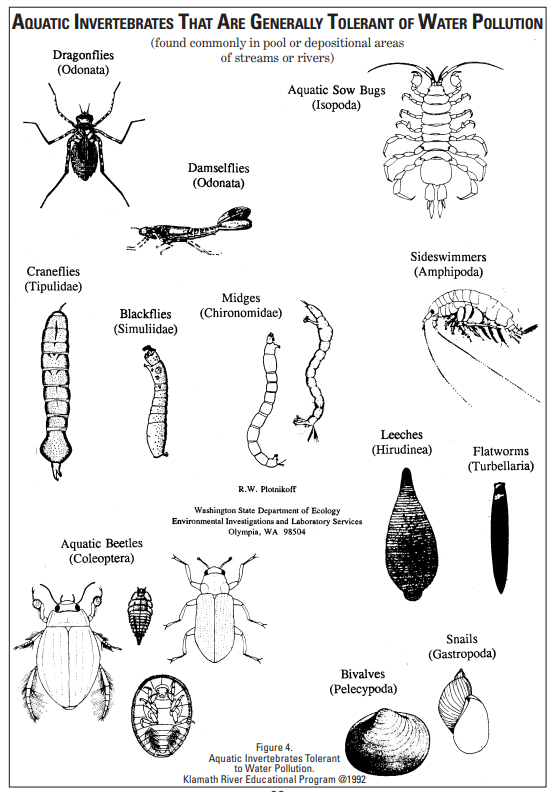 AQUATIC INVERTEBRATES THAT ARE GENERALLY TOLERANT OF WATER POLLUTION
(found commonly in pool or depositional areas
of streams or rivers)
Dragonflies
(Odonata)
Aquatic Sow Bugs
(Isopoda)
Damselflies
(Odonata)
Craneflies
(Tipulidae)
Blackflies
(Simuliidae)
Midges
(Chironomidae)
Sideswimmers
(Amphipoda)
Leeches
(Hirudinea)
Flatworms
(Turbellaria)
R.W. Plotnikoff
Washington State Department of Ecology
Environmental Investigations and Laboratory Services
Olympia, WA 98504
Aquatic Beetles
(Coleoptera)
Snails
(Gastropoda)
Bivalves
(Pelecypoda)
Figure 4.
Aquatic Invertebrates Tolerant
to Water Pollution.
Klamath River Educational Program @1992